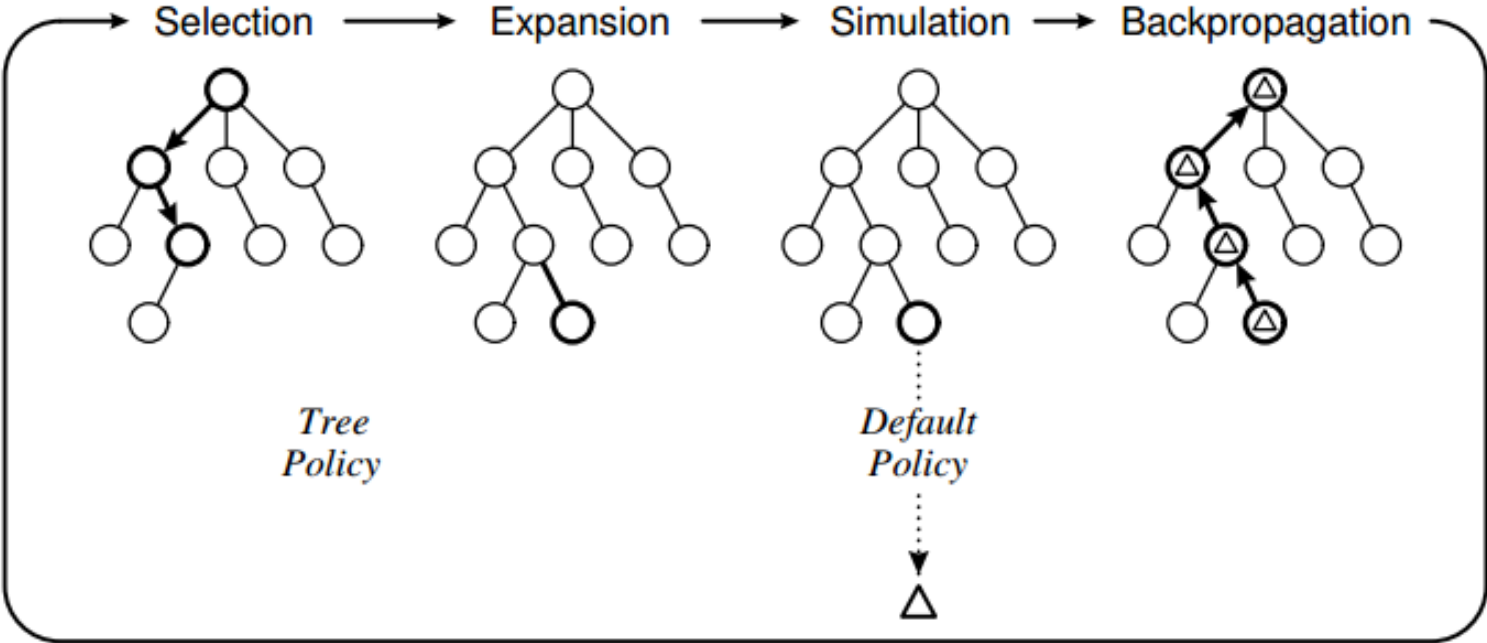 Selection Expansion Simulation Backpropagation
Tree
Policy
Default
Policy